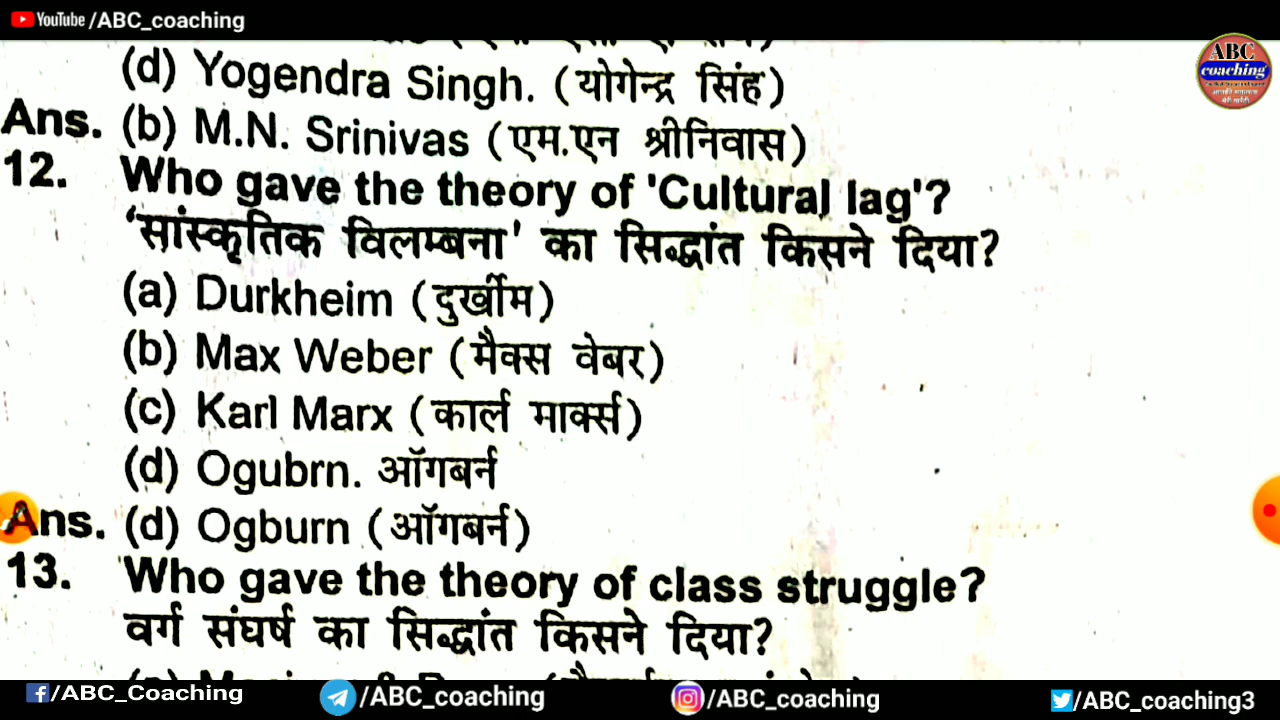 YouTube /ABC_coaching
ABC
coaching
(d) Yogendra Singh. (योगेन्द्र सिंह)
Ans. (b) M.N. Srinivas (एम.एन श्रीनिवास)
12. Who gave the theory of 'Cultural lag'?
'सांस्कृतिक विलम्बना' का सिद्धांत किसने दिया?
(a) Durkheim (दुर्खीम)
(b) Max Weber (मैक्स वेबर)
(c) Karl Marx (कार्ल मार्क्स)
(d) Ogubrn. ऑगबर्न
Ans. (d) Ogburn (ऑगबर्न)
13. Who gave the theory of class struggle?
वर्ग संघर्ष का सिद्धांत किसने दिया?
/ABC_Coaching
/ABC_coaching
/ABC_coaching
/ABC_coaching3